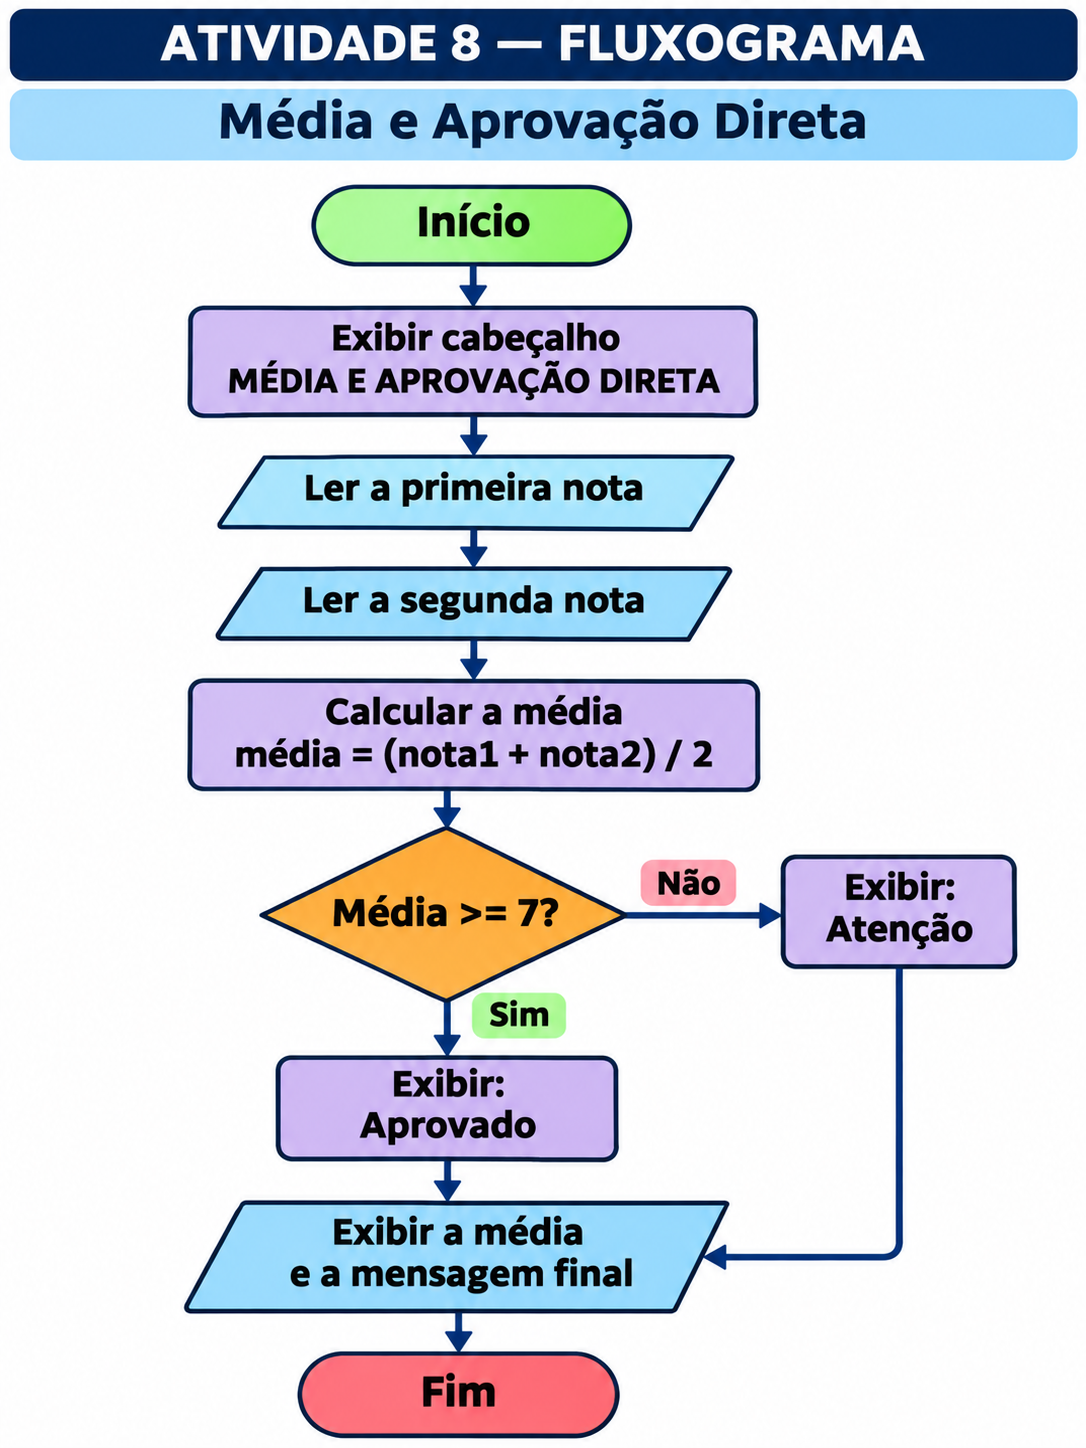 ATIVIDADE 8 — FLUXOGRAMA
Média e Aprovação Direta
Início
Exibir cabeçalho
MÉDIA E APROVAÇÃO DIRETA
Ler a primeira nota
Ler a segunda nota
Calcular a média
média = (nota1 + nota2) / 2
Média >= 7?
Não
Exibir:
Atenção
Sim
Exibir:
Aprovado
Exibir a média
e a mensagem final
Fim